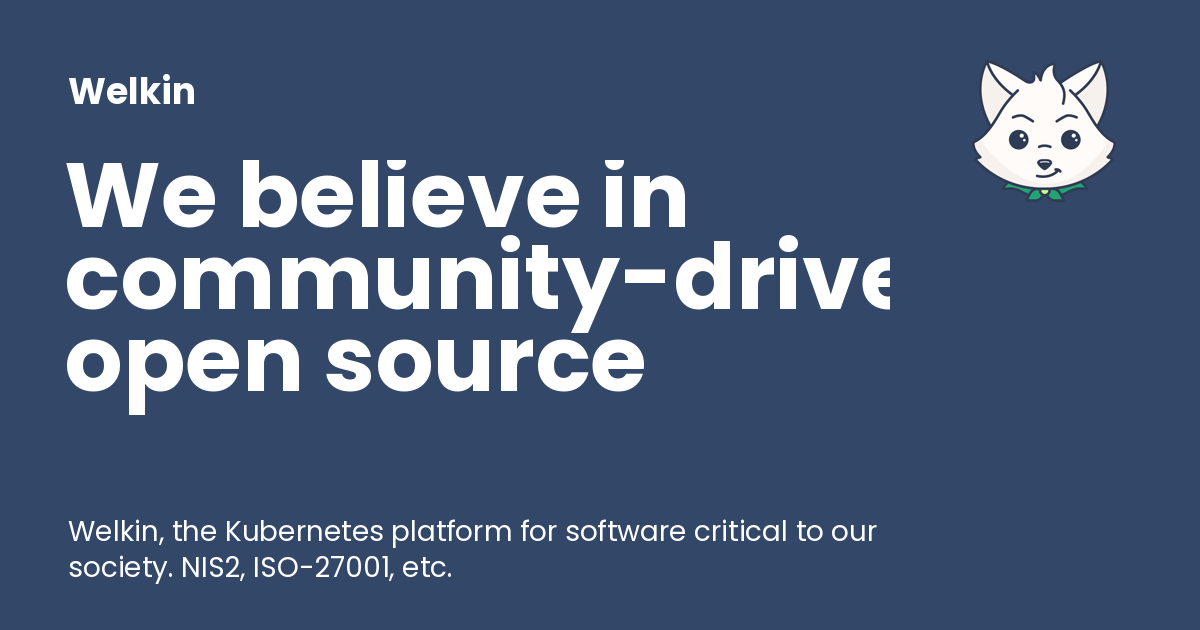 Welkin
We believe in
community-drive
open source
Welkin, the Kubernetes platform for software critical to our
society. NIS2, ISO-27001, etc.